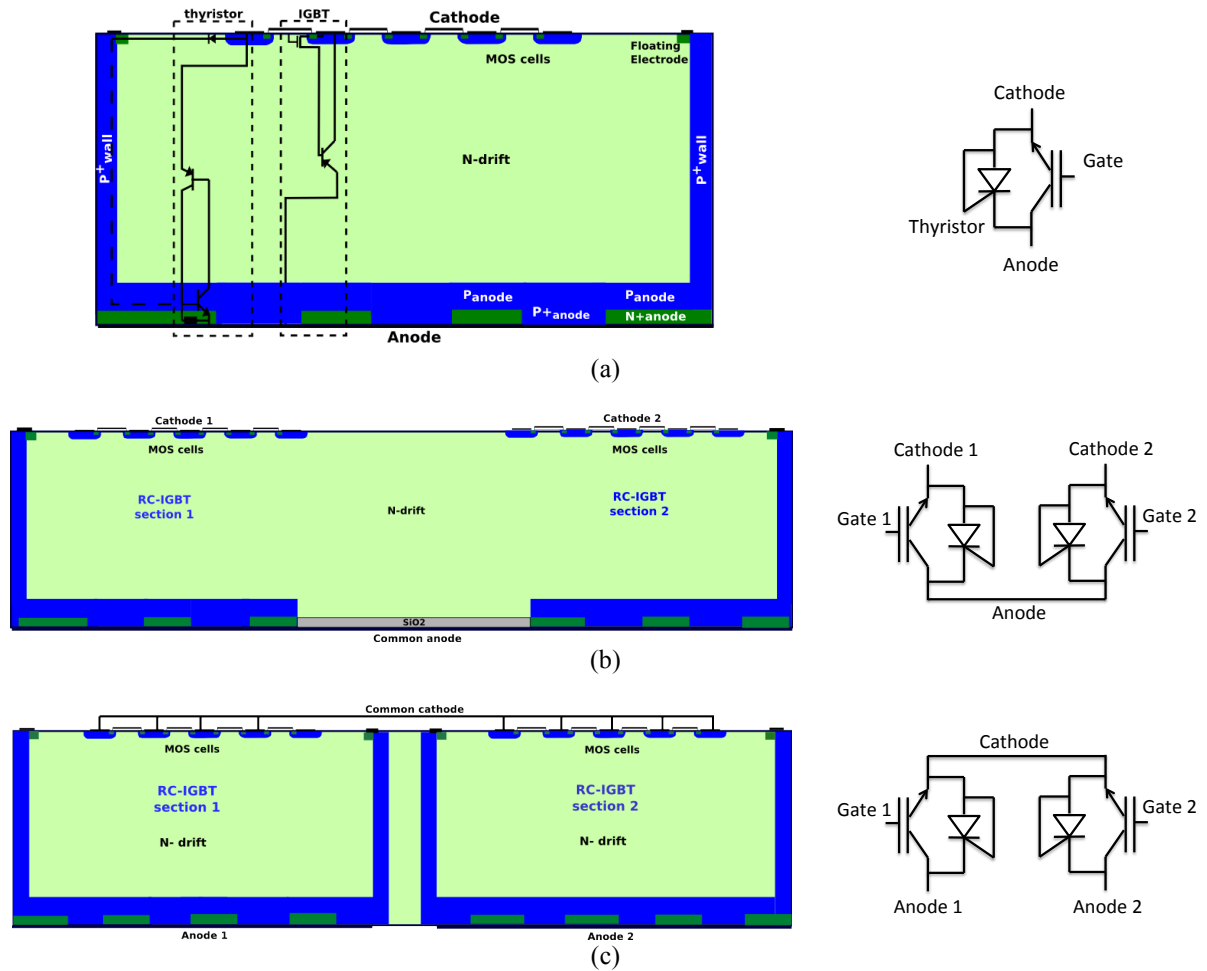 thyristor
IGBT
Cathode
Floating
Electrode
MOS cells
P+wall
N-drift
P+wall
Panode
Panode
P+anode
N+anode
Anode
Cathode
Gate
Thyristor
Anode
(a)
Cathode 1
Cathode 2
MOS cells
MOS cells
RC-IGBT
section 1
N-drift
RC-IGBT
section 2
SiO2
Common anode
Cathode 1
Cathode 2
Gate 1
Gate 2
Anode
(b)
Common cathode
MOS cells
MOS cells
RC-IGBT
section 1
RC-IGBT
section 2
N- drift
N- drift
Anode 1
Anode 2
Cathode
Gate 1
Gate 2
Anode 1
Anode 2
(c)